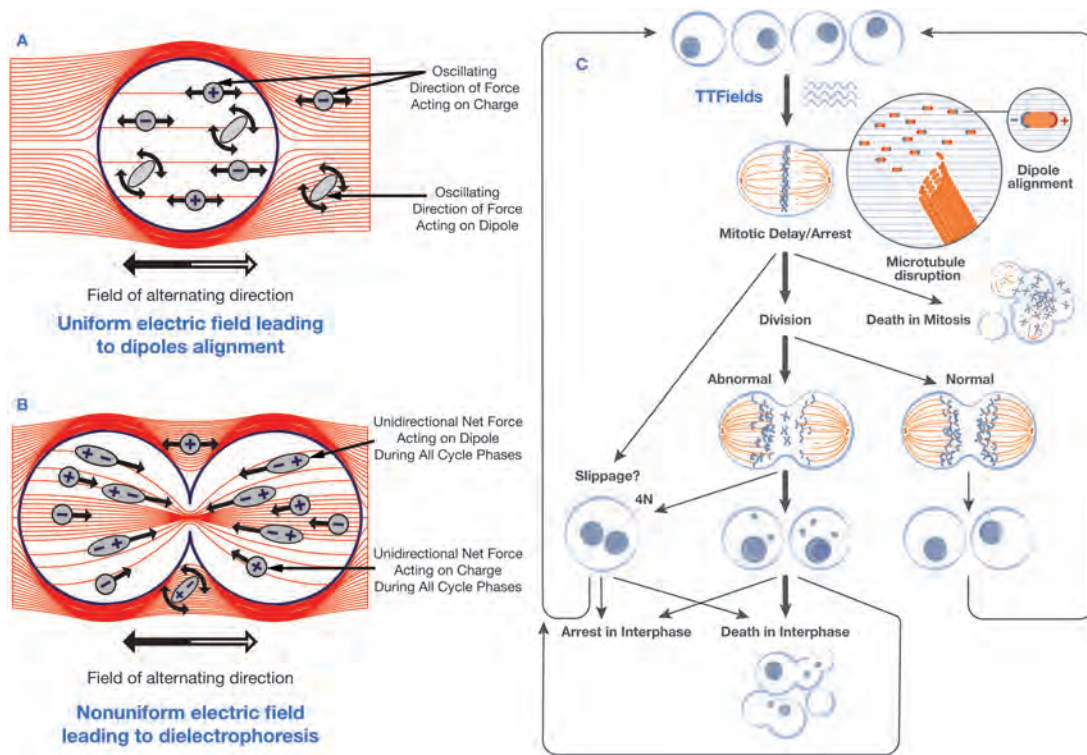 A
Oscillating
Direction of Force
Acting on Charge
Oscillating
Direction of Force
Acting on Dipole
Field of alternating direction
Uniform electric field leading
to dipoles alignment
B
Unidirectional Net Force
Acting on Dipole
During All Cycle Phases
Unidirectional Net Force
Acting on Charge
During All Cycle Phases
Field of alternating direction
Nonuniform electric field
leading to dielectrophoresis
C
TTFields
Dipole
alignment
Mitotic Delay/Arrest
Microtubule
disruption
Division
Death in Mitosis
Abnormal
Normal
Slippage?
4N
Arrest in Interphase
Death in Interphase